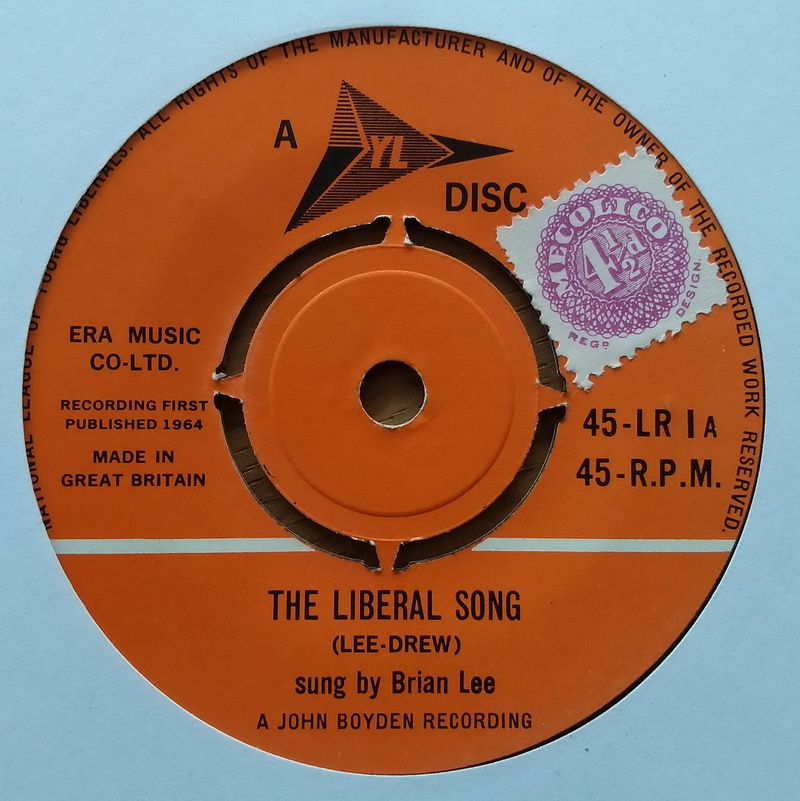 NATIONAL LEAGUE OF YOUNG LIBERALS. ALL RIGHTS OF THE MANUFACTURER AND OF THE OWNER OF THE RECORDED WORK RESERVED.
A
YL
DISC
MECOLICO
4½d
REGD DESIGN.
ERA MUSIC
CO-LTD.
RECORDING FIRST
PUBLISHED 1964
MADE IN
GREAT BRITAIN
45-LR 1A
45-R.P.M.
THE LIBERAL SONG
(LEE-DREW)
sung by Brian Lee
A JOHN BOYDEN RECORDING